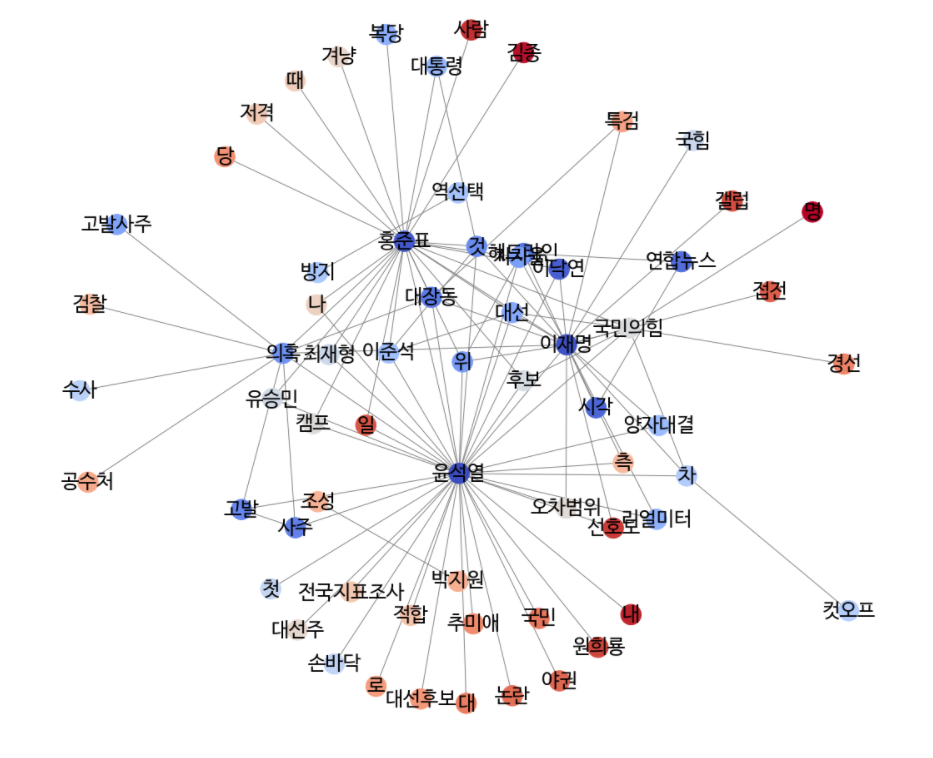 복당
사람
김종
겨냥
대통령
때
저격
특검
국힘
당
역선택
갤럽
명
고발사주
홍준표
것
이낙연
연합뉴스
방지
검찰
나
대장동
대선
접전
국민의힘
의혹
최재형
이준석
위
이재명
경선
수사
유승민
후보
캠프
일
시각
양자대결
공수처
윤석열
측
차
고발
조성
사주
오차범위
선호도
리얼미터
첫
전국지표조사
박지원
적합
추미애
국민
내
컷오프
대선주
손바닥
원희룡
로
대선후보
대
논란
야권